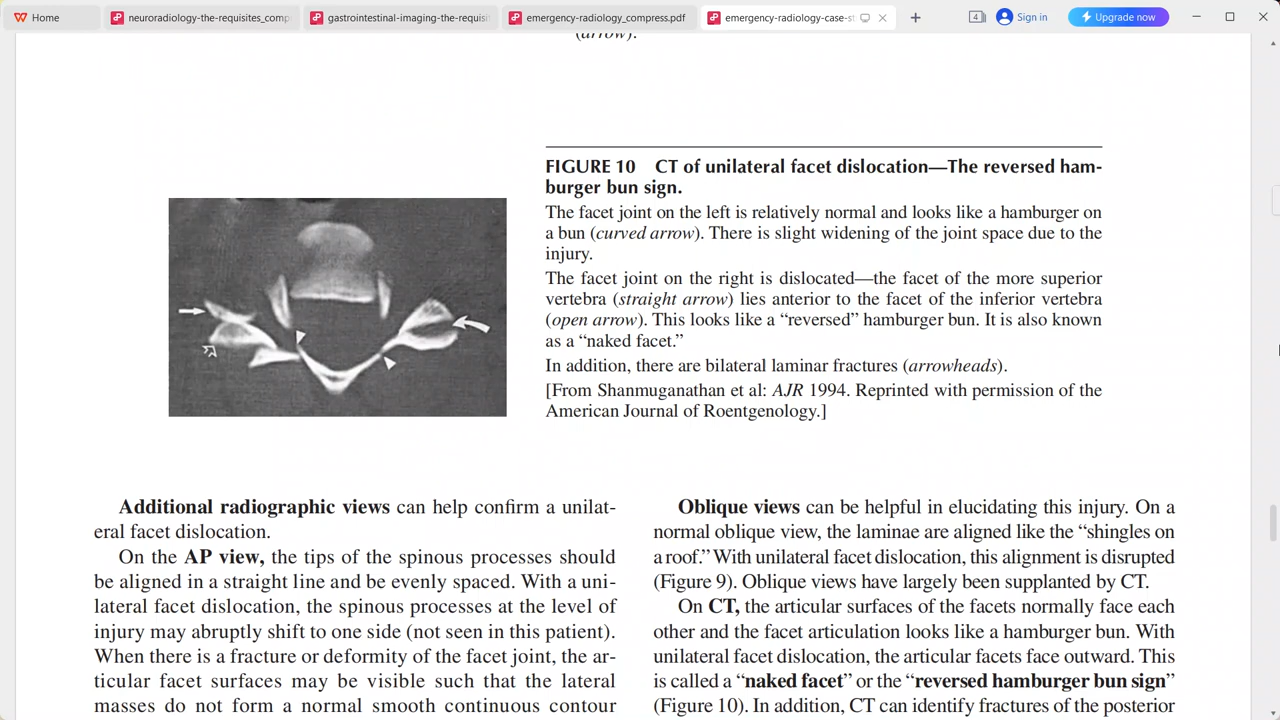 Home
neuroradiology-the-requisites_comp
gastrointestinal-imaging-the-requisi
emergency-radiology_compress.pdf
emergency-radiology-case-st
4
Sign in
Upgrade now
(arrow).
FIGURE 10 CT of unilateral facet dislocation—The reversed ham-
burger bun sign.
The facet joint on the left is relatively normal and looks like a hamburger on
a bun (curved arrow). There is slight widening of the joint space due to the
injury.
The facet joint on the right is dislocated—the facet of the more superior
vertebra (straight arrow) lies anterior to the facet of the inferior vertebra
(open arrow). This looks like a “reversed” hamburger bun. It is also known
as a “naked facet.”
In addition, there are bilateral laminar fractures (arrowheads).
[From Shanmuganathan et al: AJR 1994. Reprinted with permission of the
American Journal of Roentgenology.]
Additional radiographic views can help confirm a unilat-
eral facet dislocation.
On the AP view, the tips of the spinous processes should
be aligned in a straight line and be evenly spaced. With a uni-
lateral facet dislocation, the spinous processes at the level of
injury may abruptly shift to one side (not seen in this patient).
When there is a fracture or deformity of the facet joint, the ar-
ticular facet surfaces may be visible such that the lateral
masses do not form a normal smooth continuous contour
Oblique views can be helpful in elucidating this injury. On a
normal oblique view, the laminae are aligned like the “shingles on
a roof.” With unilateral facet dislocation, this alignment is disrupted
(Figure 9). Oblique views have largely been supplanted by CT.
On CT, the articular surfaces of the facets normally face each
other and the facet articulation looks like a hamburger bun. With
unilateral facet dislocation, the articular facets face outward. This
is called a “naked facet” or the “reversed hamburger bun sign”
(Figure 10). In addition, CT can identify fractures of the posterior